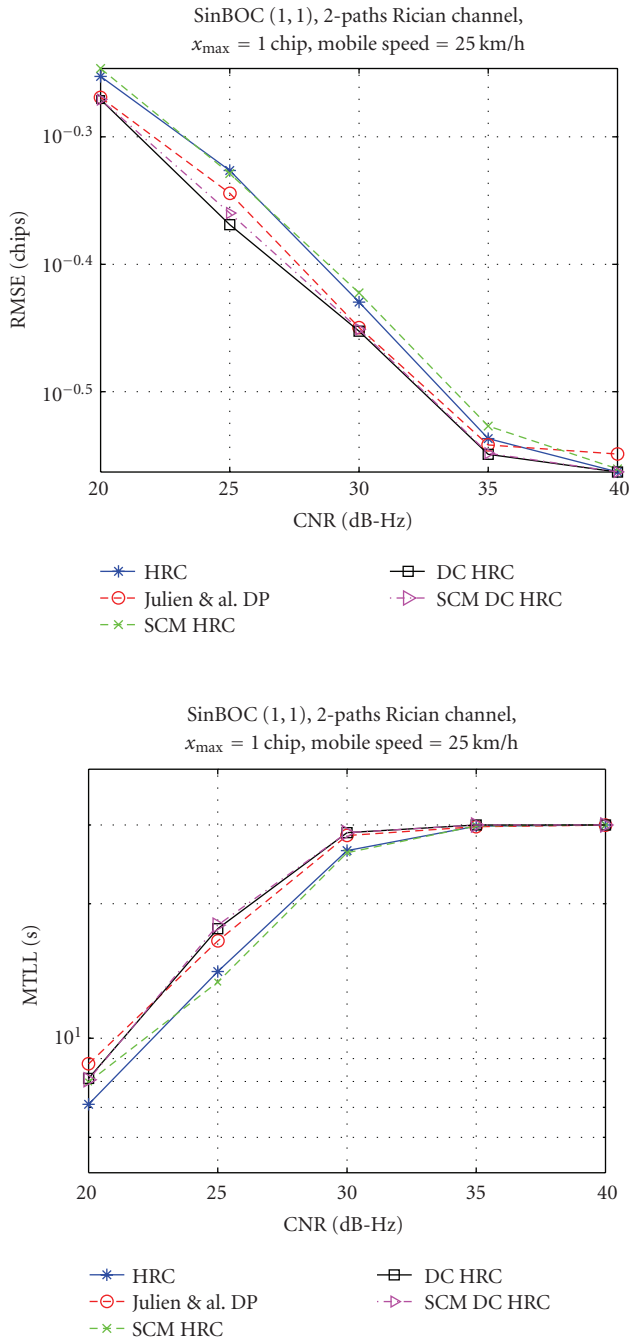 SinBOC (1, 1), 2-paths Rician channel,
x_max = 1 chip, mobile speed = 25 km/h
10^−0.3
10^−0.4
10^−0.5
RMSE (chips)
20 25 30 35 40
CNR (dB-Hz)
HRC
Julien & al. DP
SCM HRC
DC HRC
SCM DC HRC
SinBOC (1, 1), 2-paths Rician channel,
x_max = 1 chip, mobile speed = 25 km/h
10^1
MTLL (s)
20 25 30 35 40
CNR (dB-Hz)
HRC
Julien & al. DP
SCM HRC
DC HRC
SCM DC HRC